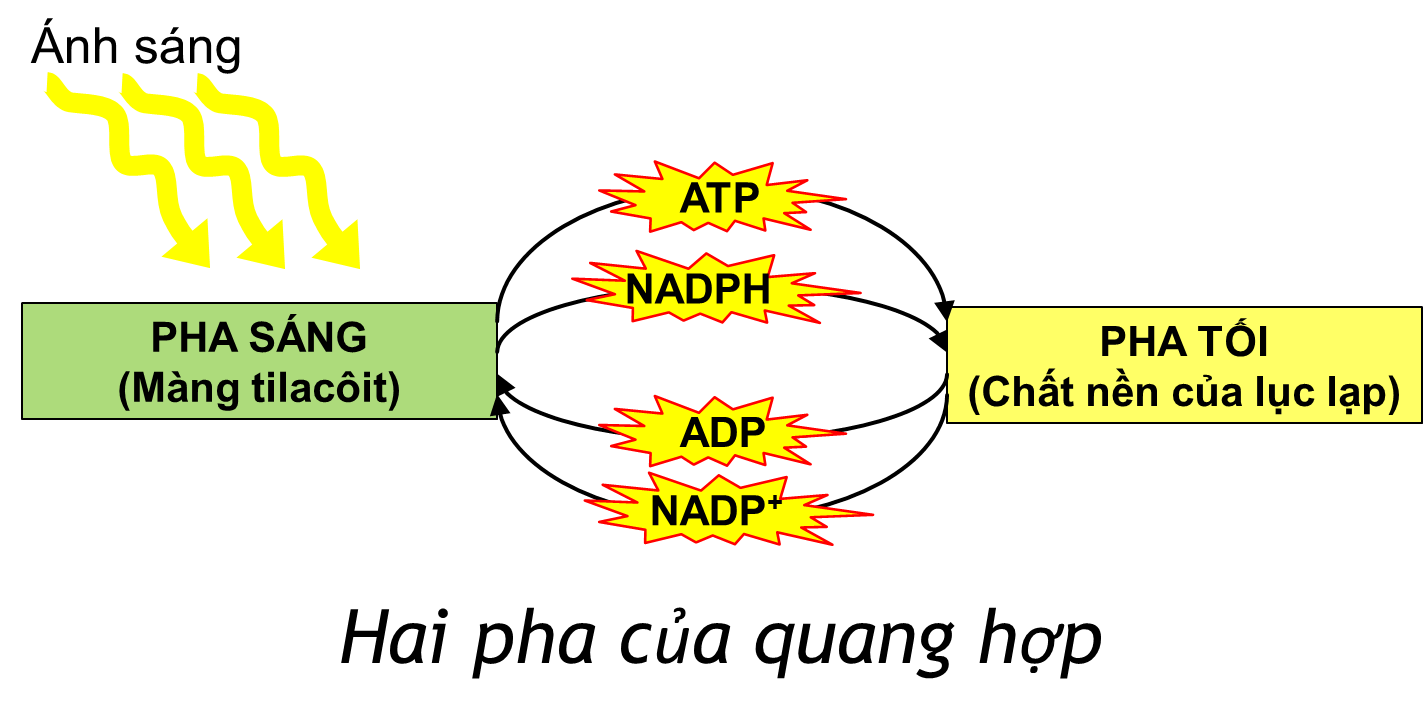 Ánh sáng
ATP
NADPH
PHA SÁNG
(Màng tilacôit)
PHA TỐI
(Chất nền của lục lạp)
ADP
NADP⁺
Hai pha của quang hợp